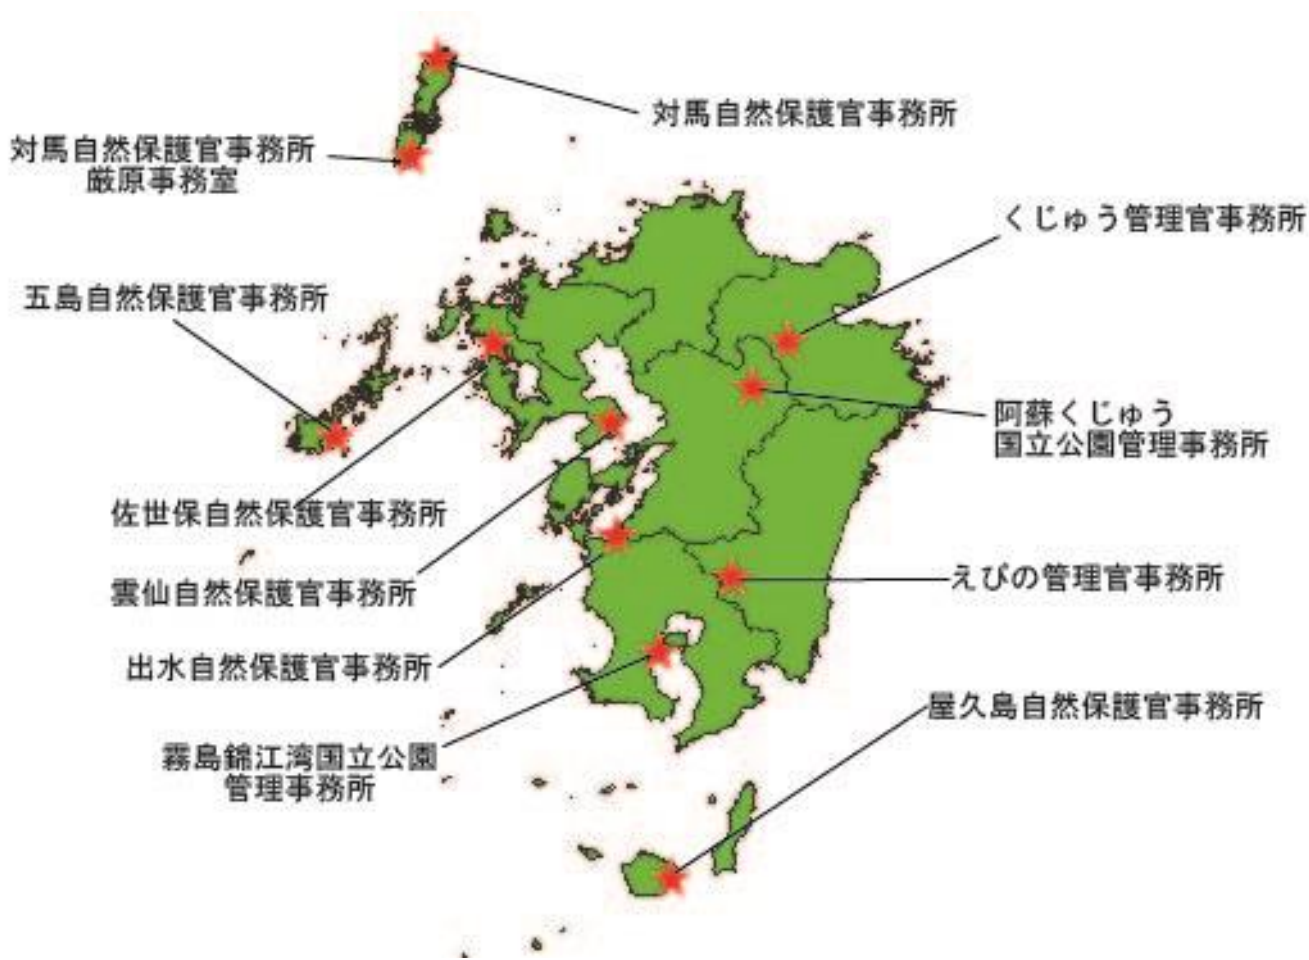 対馬自然保護官事務所
対馬自然保護官事務所
厳原事務室
くじゅう管理官事務所
五島自然保護官事務所
阿蘇くじゅう
国立公園管理事務所
佐世保自然保護官事務所
雲仙自然保護官事務所
えびの管理官事務所
出水自然保護官事務所
屋久島自然保護官事務所
霧島錦江湾国立公園
管理事務所